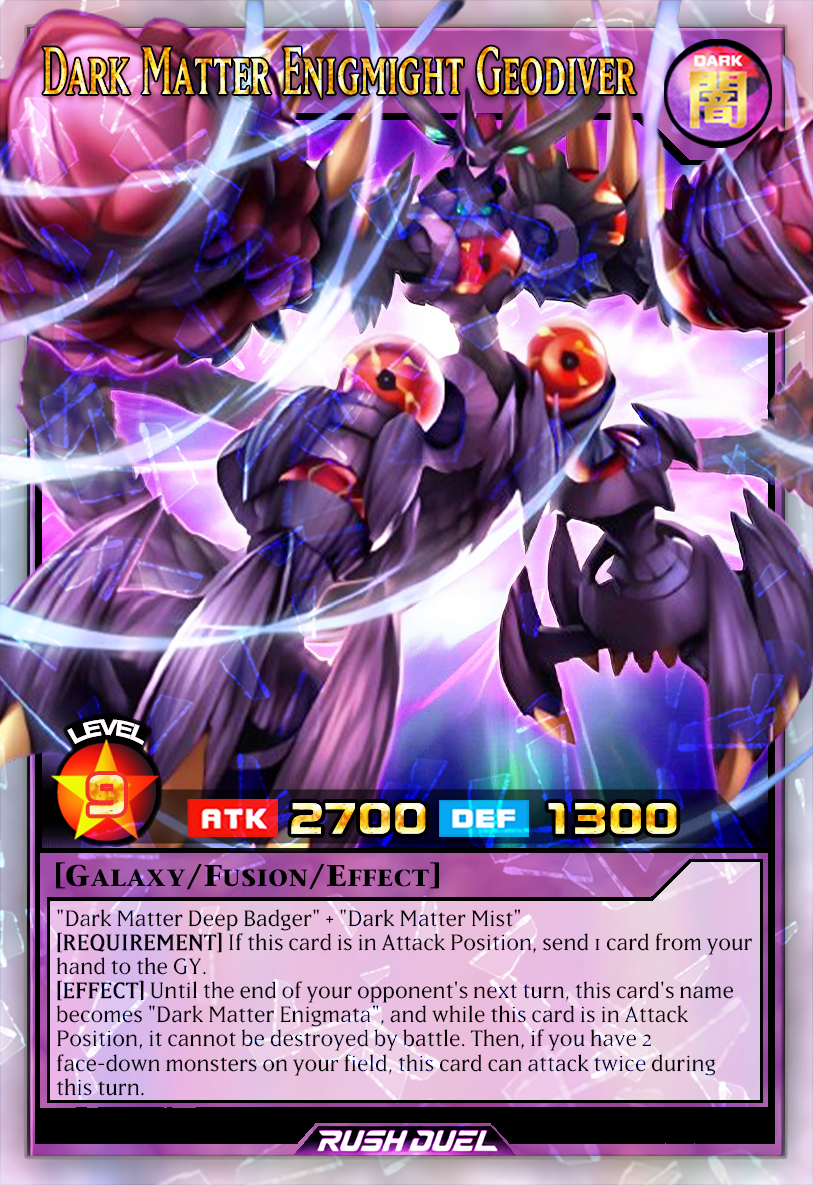 Dark Matter Enigmight Geodiver
DARK
闇
LEVEL
9
ATK 2700 DEF 1300
[Galaxy/Fusion/Effect]
"Dark Matter Deep Badger" + "Dark Matter Mist"
[REQUIREMENT] If this card is in Attack Position, send 1 card from your
hand to the GY.
[EFFECT] Until the end of your opponent's next turn, this card's name
becomes "Dark Matter Enigmata", and while this card is in Attack
Position, it cannot be destroyed by battle. Then, if you have 2
face-down monsters on your field, this card can attack twice during
this turn.
RUSH DUEL